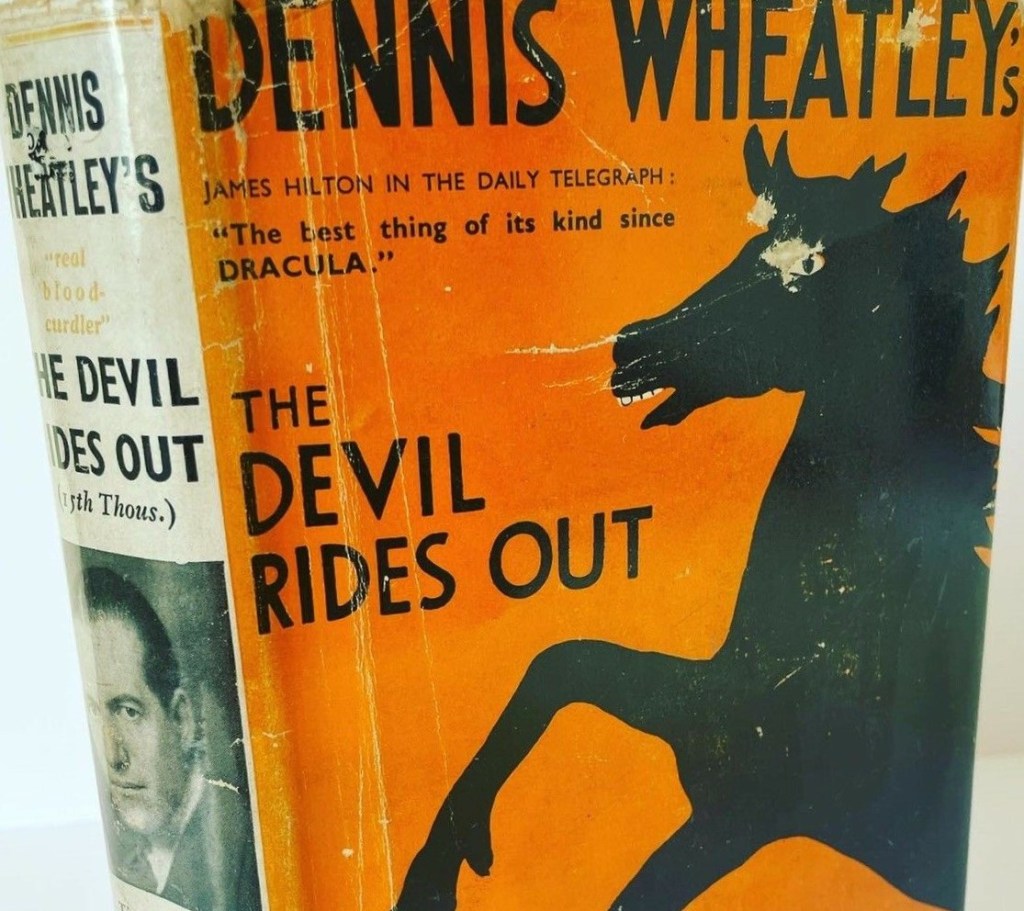 DENNIS
HEATLEY'S
"real
blood-
curdler"
HE DEVIL
IDES OUT
(15th Thous.)
DENNIS WHEATLEY's
JAMES HILTON IN THE DAILY TELEGRAPH:
"The best thing of its kind since
DRACULA."
THE
DEVIL
RIDES OUT